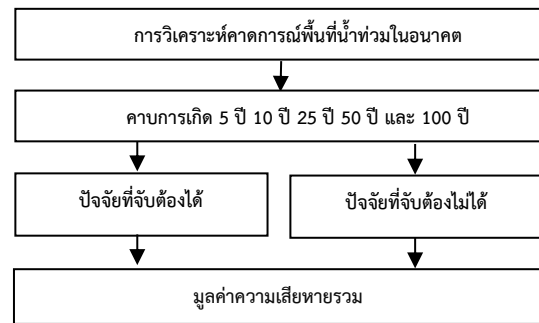 การวิเคราะห์คาดการณ์พื้นที่น้ำท่วมในอนาคต
คาบการเกิด 5 ปี 10 ปี 25 ปี 50 ปี และ 100 ปี
ปัจจัยที่จับต้องได้
ปัจจัยที่จับต้องไม่ได้
มูลค่าความเสียหายรวม